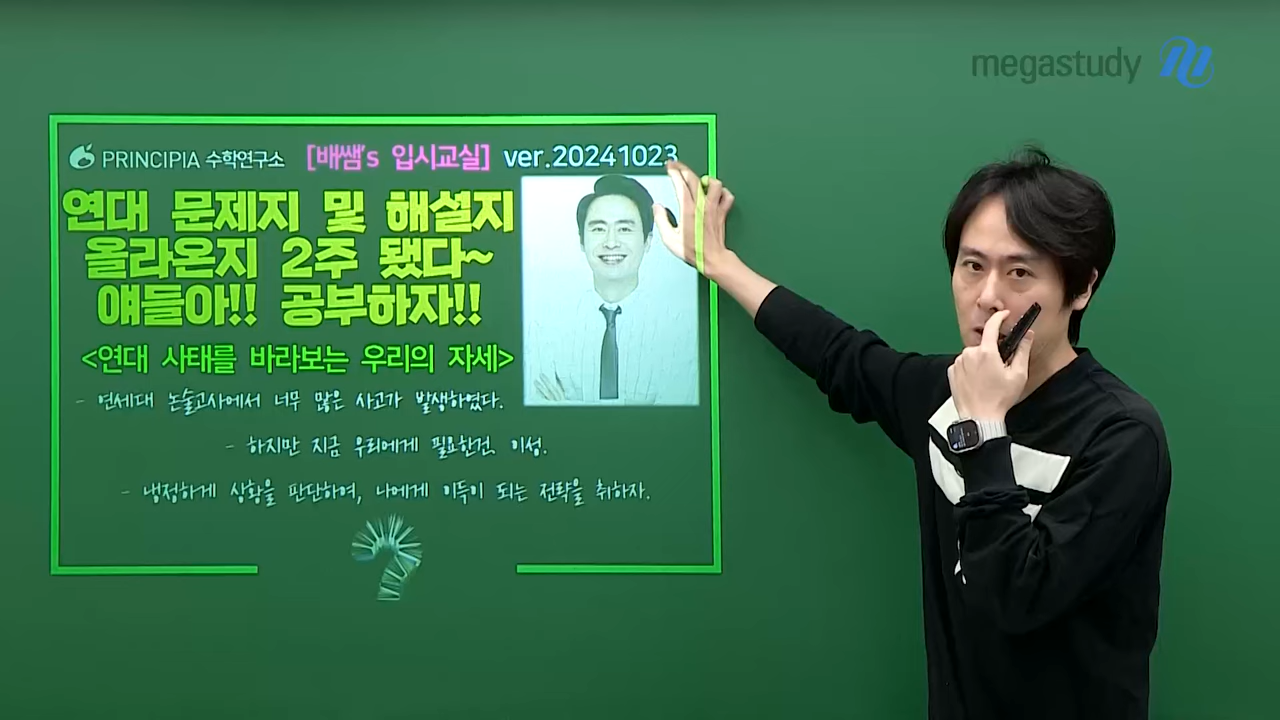 megastudy
PRINCIPIA 수학연구소 [배쌤's 입시교실] ver.20241023
연대 문제지 및 해설지
올라온지 2주 됐다~
얘들아!! 공부하자!!
<연대 사태를 바라보는 우리의 자세>
- 연세대 논술고사에서 너무 많은 사고가 발생하였다.
- 하지만 지금 우리에게 필요한건, 이성.
- 냉정하게 상황을 판단하여, 나에게 이득이 되는 전략을 취하자.